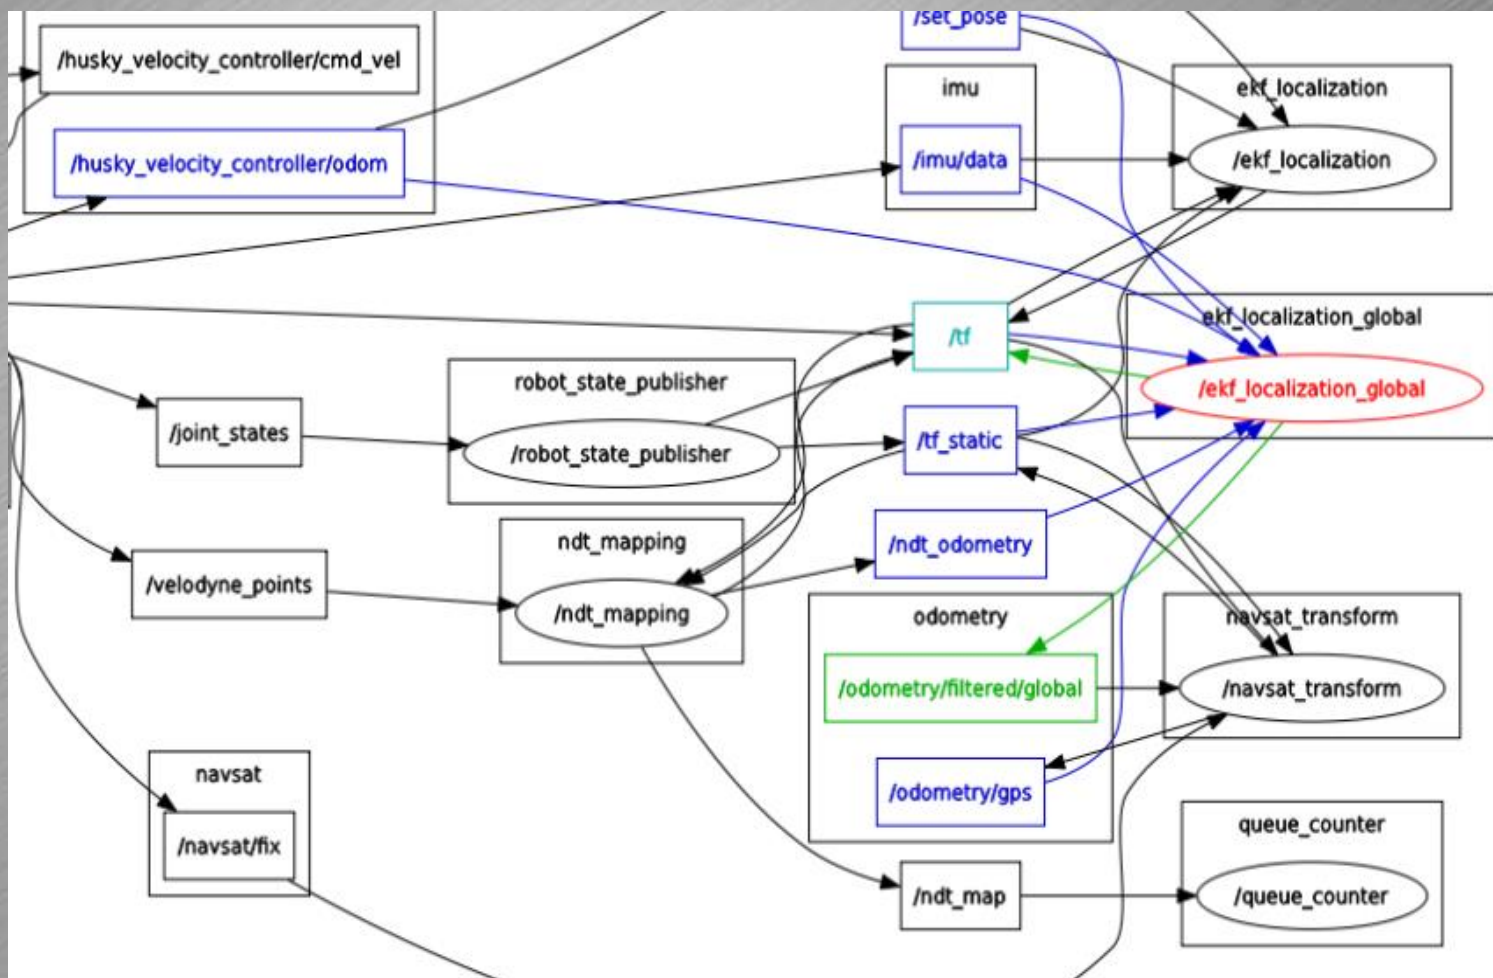 /husky_velocity_controller/cmd_vel
/husky_velocity_controller/odom
/set_pose
imu
/imu/data
ekf_localization
/ekf_localization
/tf
ekf_localization_global
/ekf_localization_global
robot_state_publisher
/joint_states
/robot_state_publisher
/tf_static
ndt_mapping
/ndt_odometry
/velodyne_points
/ndt_mapping
odometry
navsat_transform
/odometry/filtered/global
/navsat_transform
navsat
/odometry/gps
/navsat/fix
queue_counter
/ndt_map
/queue_counter